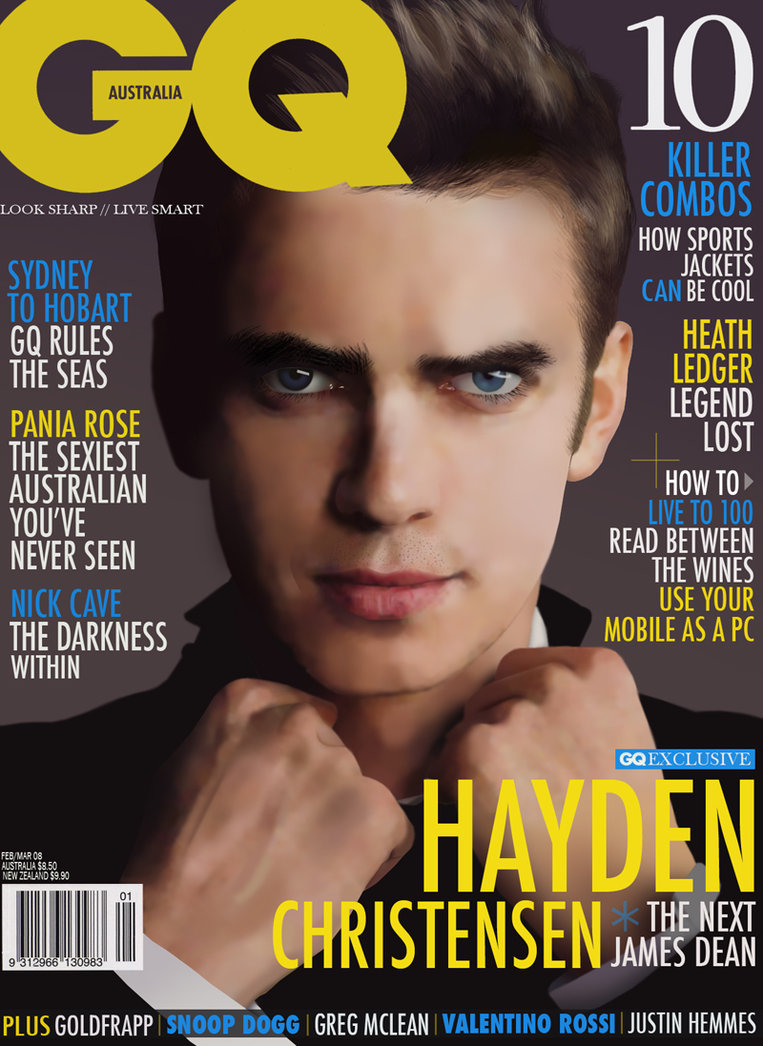 GQ
AUSTRALIA
LOOK SHARP // LIVE SMART
SYDNEY
TO HOBART
GQ RULES
THE SEAS
PANIA ROSE
THE SEXIEST
AUSTRALIAN
YOU'VE
NEVER SEEN
NICK CAVE
THE DARKNESS
WITHIN
10
KILLER
COMBOS
HOW SPORTS
JACKETS
CAN BE COOL
HEATH
LEDGER
LEGEND
LOST
HOW TO
LIVE TO 100
READ BETWEEN
THE WINES
USE YOUR
MOBILE AS A PC
GQ EXCLUSIVE
HAYDEN
CHRISTENSEN * THE NEXT
JAMES DEAN
FEB/MAR 08
AUSTRALIA $8.50
NEW ZEALAND $9.90
01
9 312966 130983
PLUS GOLDFRAPP | SNOOP DOGG | GREG MCLEAN | VALENTINO ROSSI | JUSTIN HEMMES